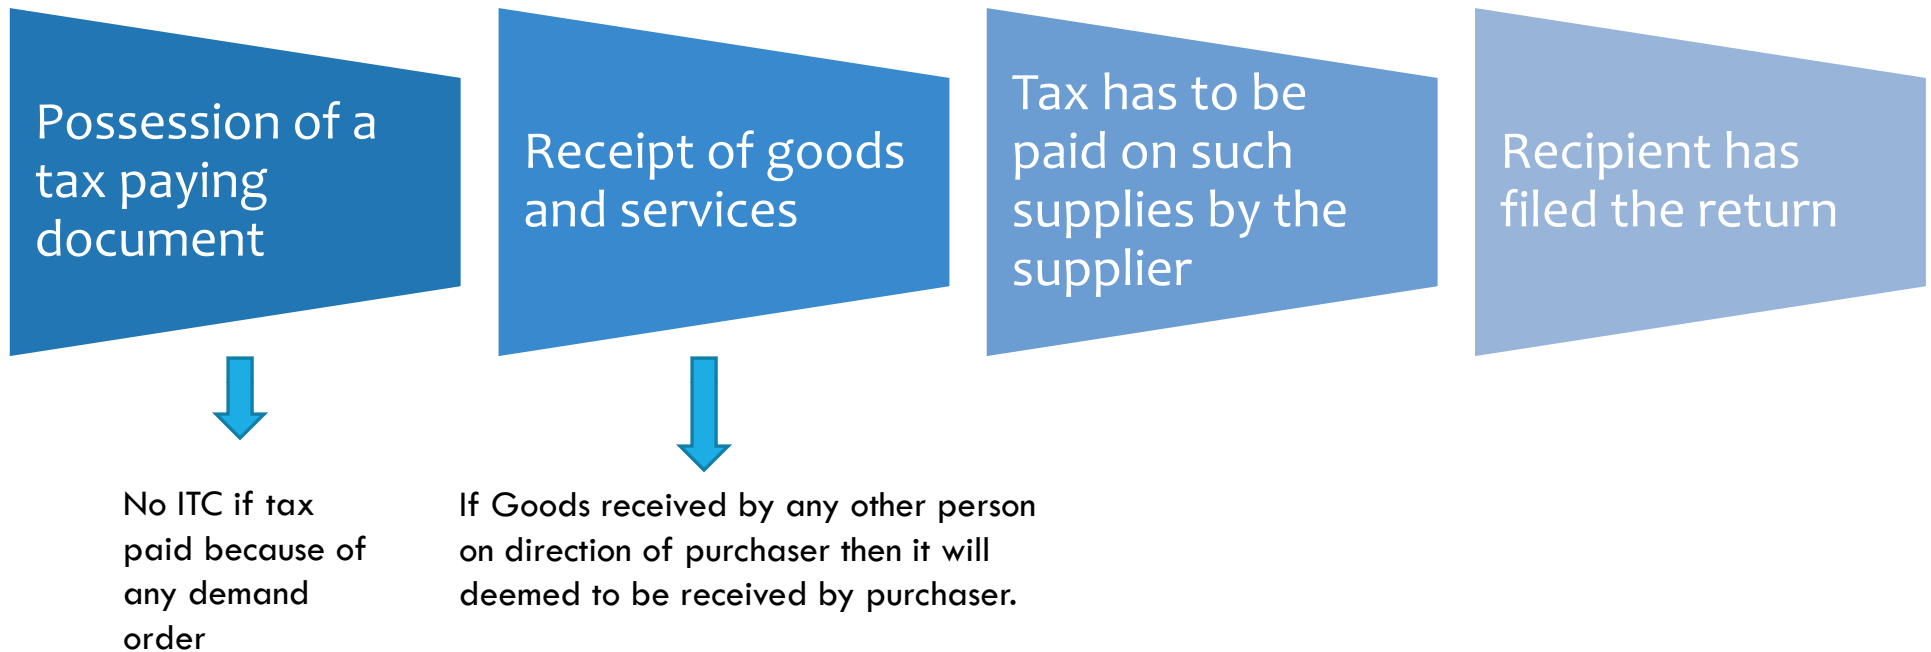 Possession of a
tax paying
document
Receipt of goods
and services
Tax has to be
paid on such
supplies by the
supplier
Recipient has
filed the return
No ITC if tax
paid because of
any demand
order
If Goods received by any other person
on direction of purchaser then it will
deemed to be received by purchaser.